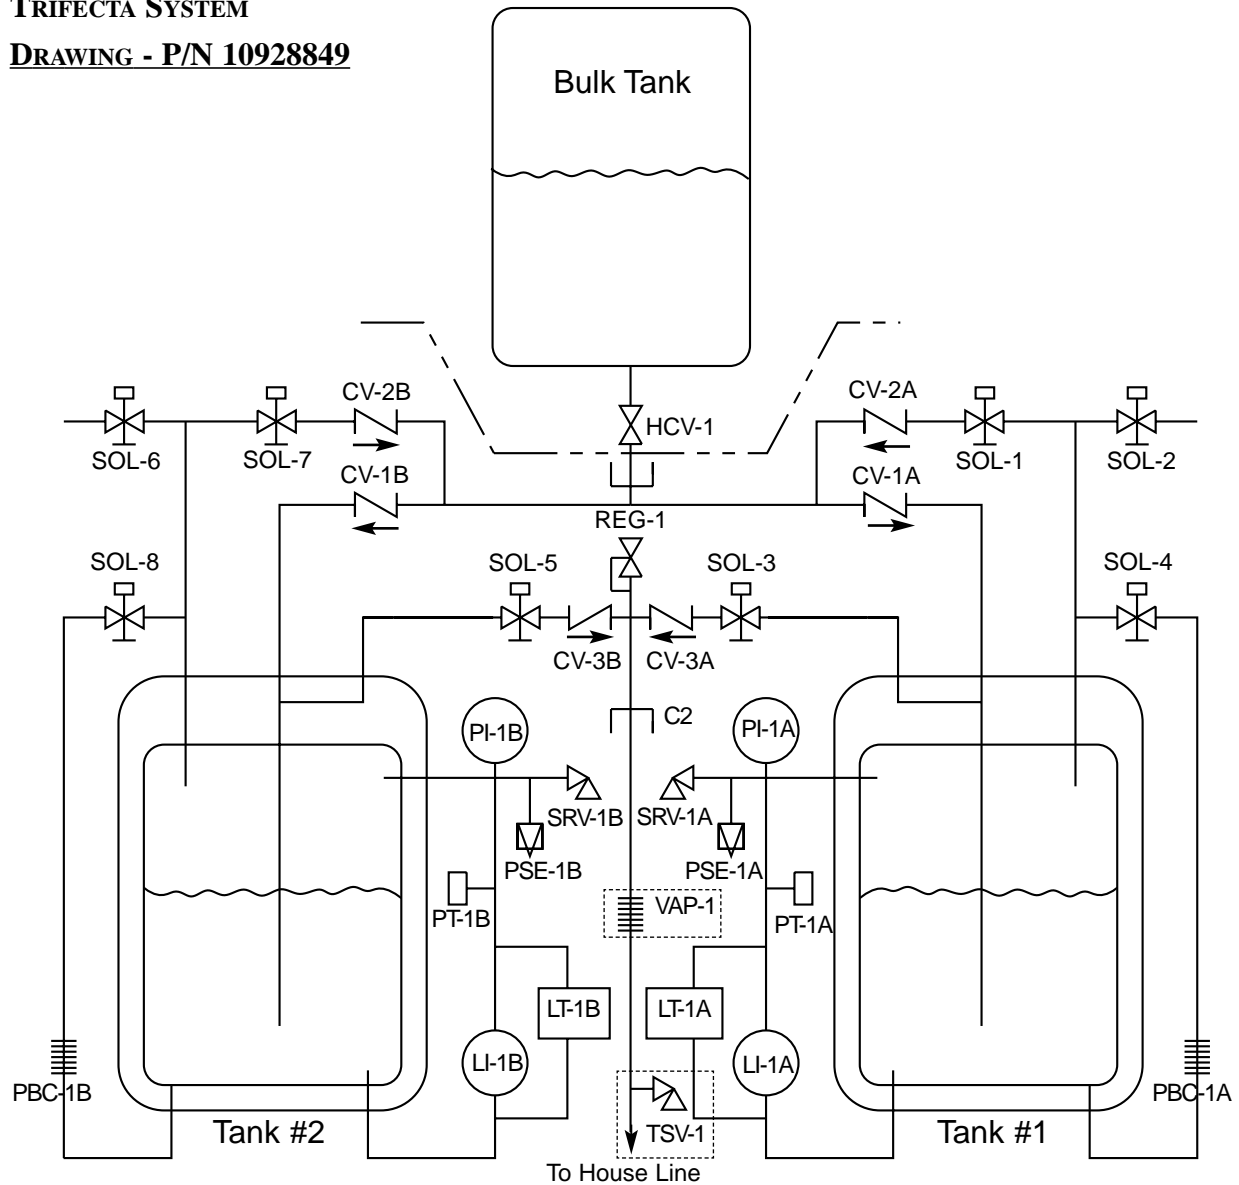 TRIFECTA SYSTEM
DRAWING - P/N 10928849
Bulk Tank
CV-2B
CV-2A
HCV-1
SOL-6
SOL-7
SOL-1
SOL-2
CV-1B
CV-1A
REG-1
SOL-8
SOL-5
SOL-3
SOL-4
CV-3B
CV-3A
C2
PI-1B
PI-1A
SRV-1B
SRV-1A
PSE-1B
PSE-1A
PT-1B
VAP-1
PT-1A
LT-1B
LT-1A
LI-1B
LI-1A
PBC-1B
PBC-1A
Tank #2
TSV-1
Tank #1
To House Line